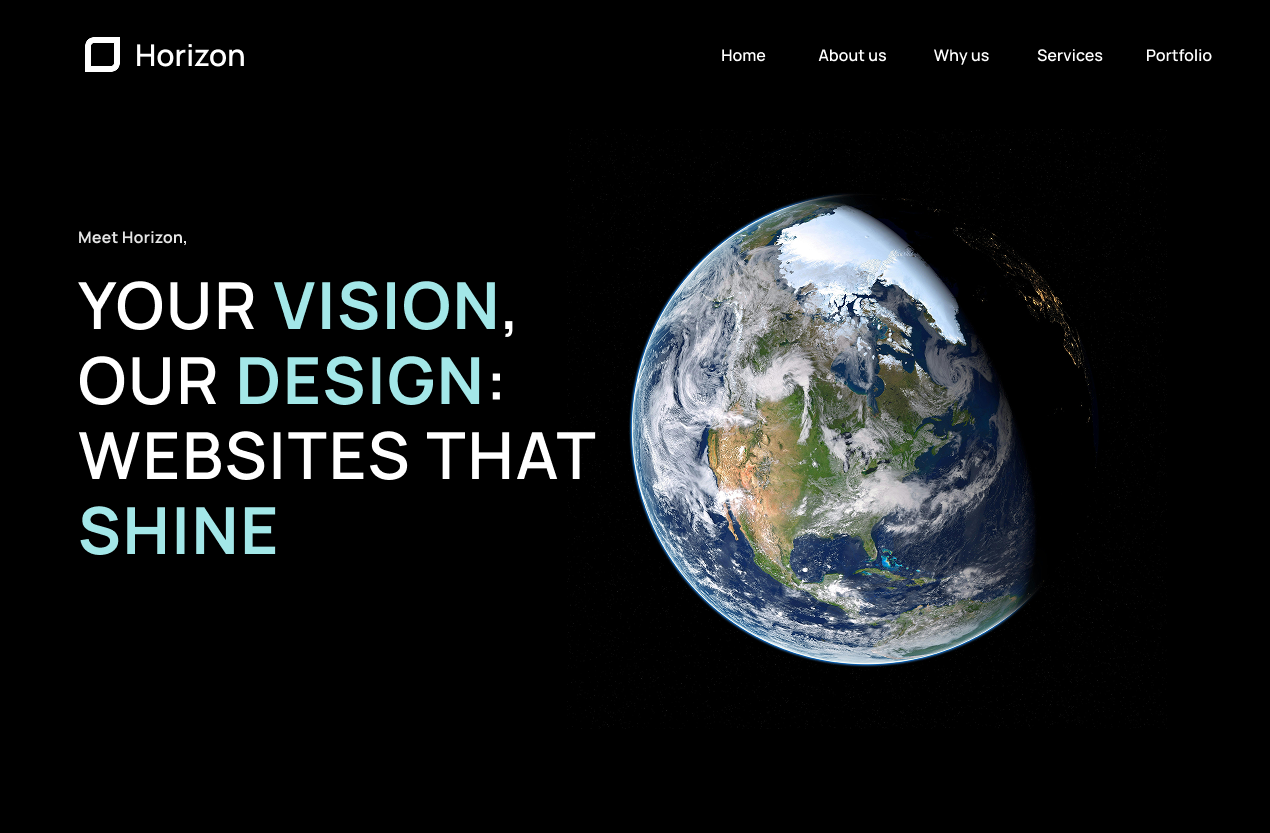 Horizon
Home About us Why us Services Portfolio
Meet Horizon,
YOUR VISION,
OUR DESIGN:
WEBSITES THAT
SHINE